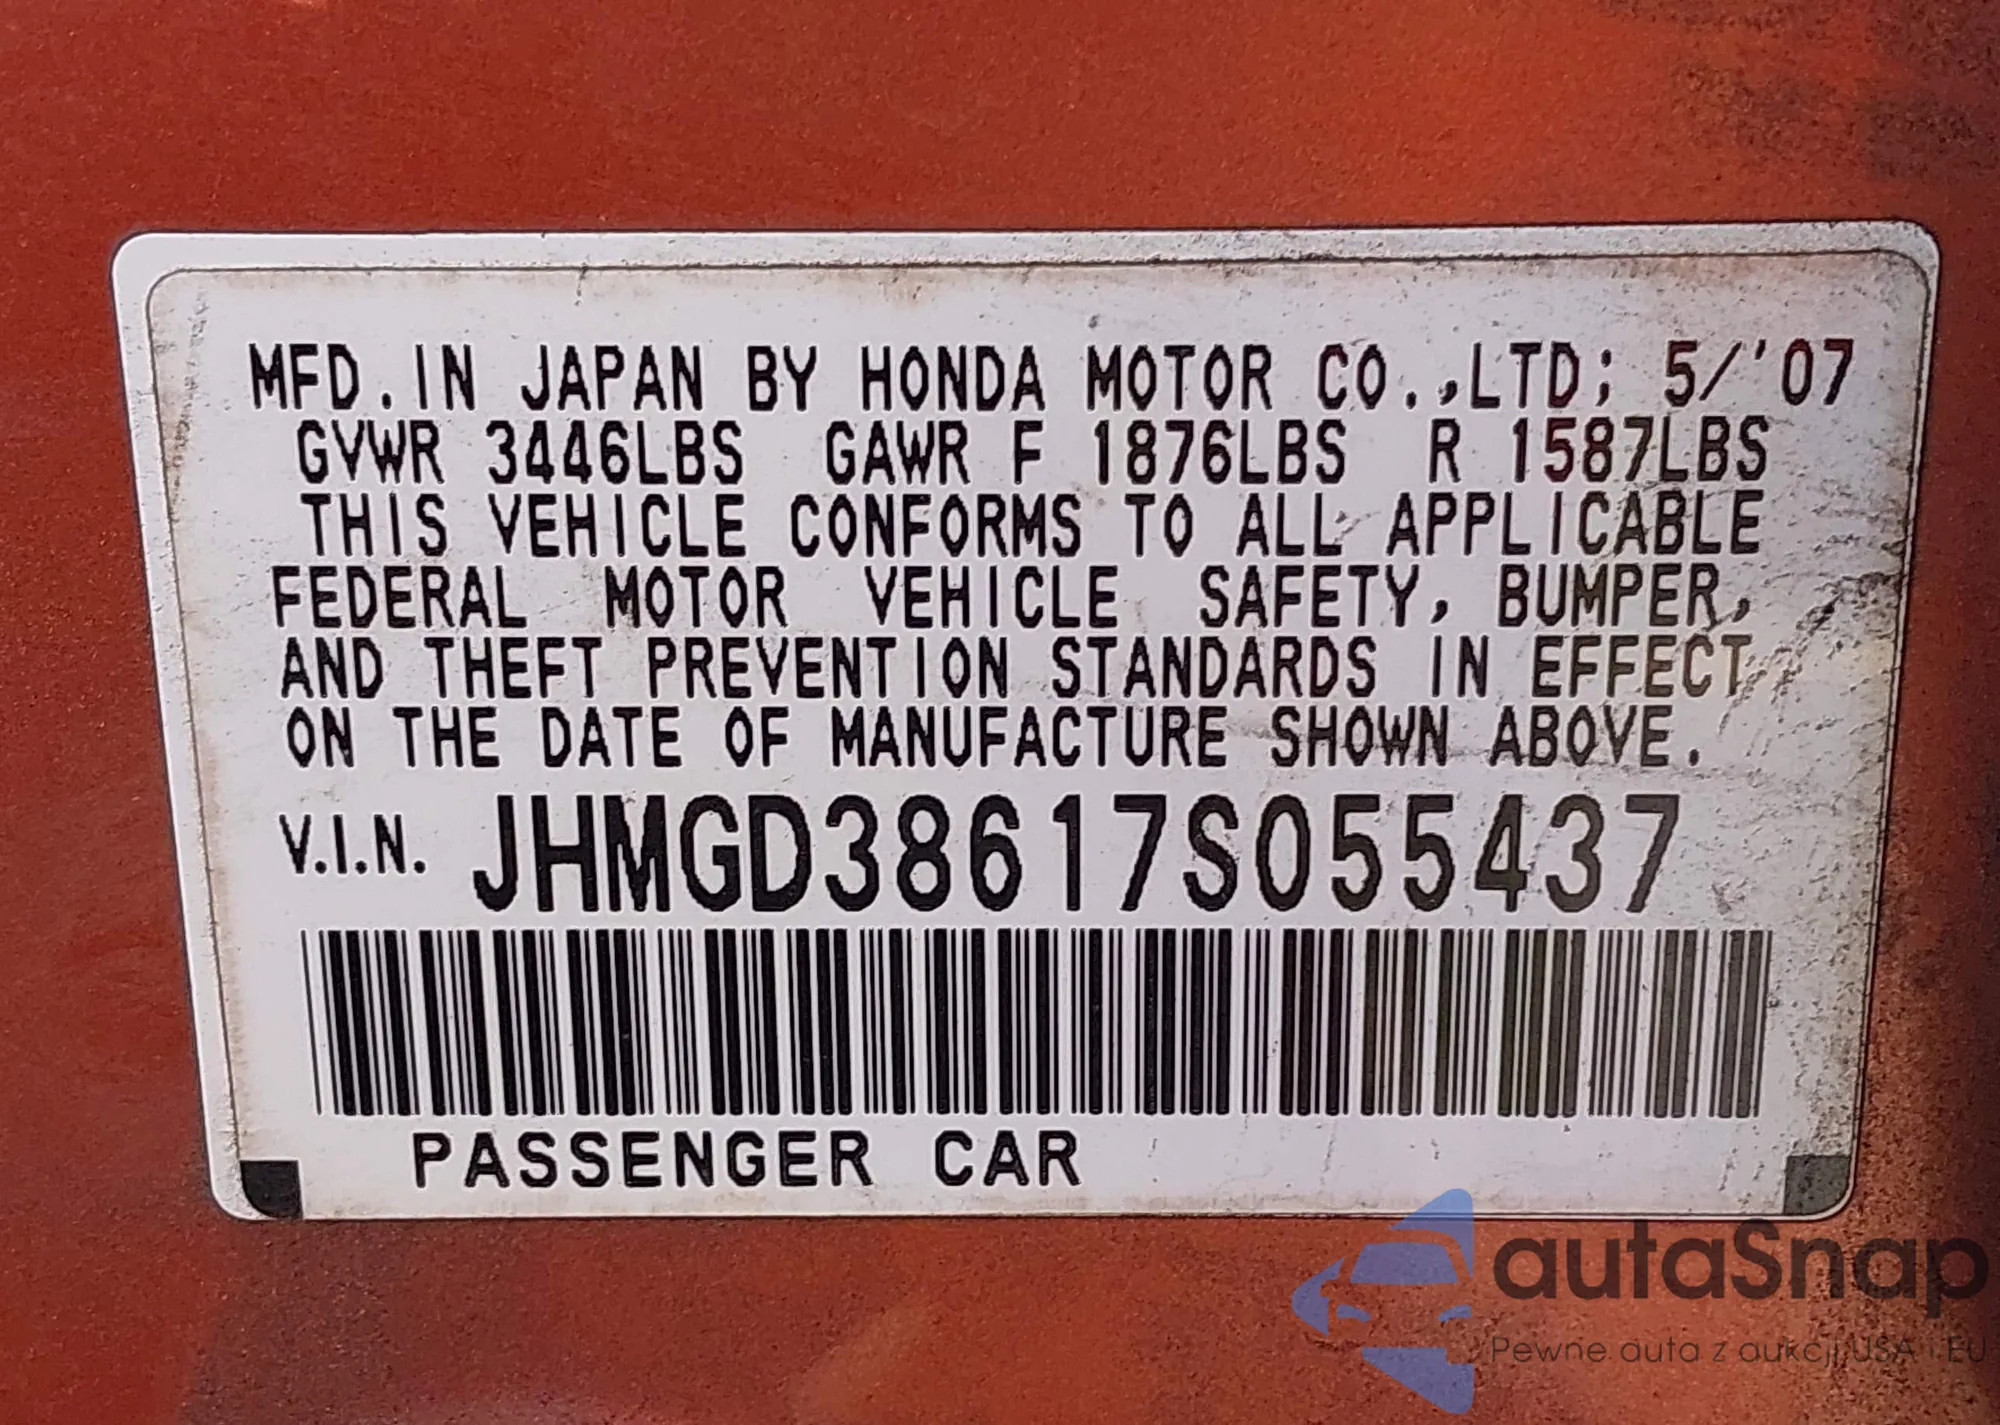 MFD. IN JAPAN BY HONDA MOTOR CO.,LTD; 5/'07
GVWR 3446LBS GAWR F 1876LBS R 1587LBS
THIS VEHICLE CONFORMS TO ALL APPLICABLE
FEDERAL MOTOR VEHICLE SAFETY, BUMPER,
AND THEFT PREVENTION STANDARDS IN EFFECT
ON THE DATE OF MANUFACTURE SHOWN ABOVE.
V.I.N. JHMGD38617S055437
PASSENGER CAR
autaSnap
Pewne auta z aukcji USA i EU